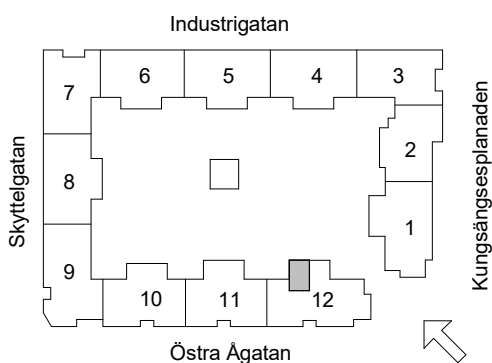 Industrigatan
6 5 4 3
7
2
Skyttelgatan
8
Kungsängsesplanaden
1
9
10 11 12
Östra Ågatan